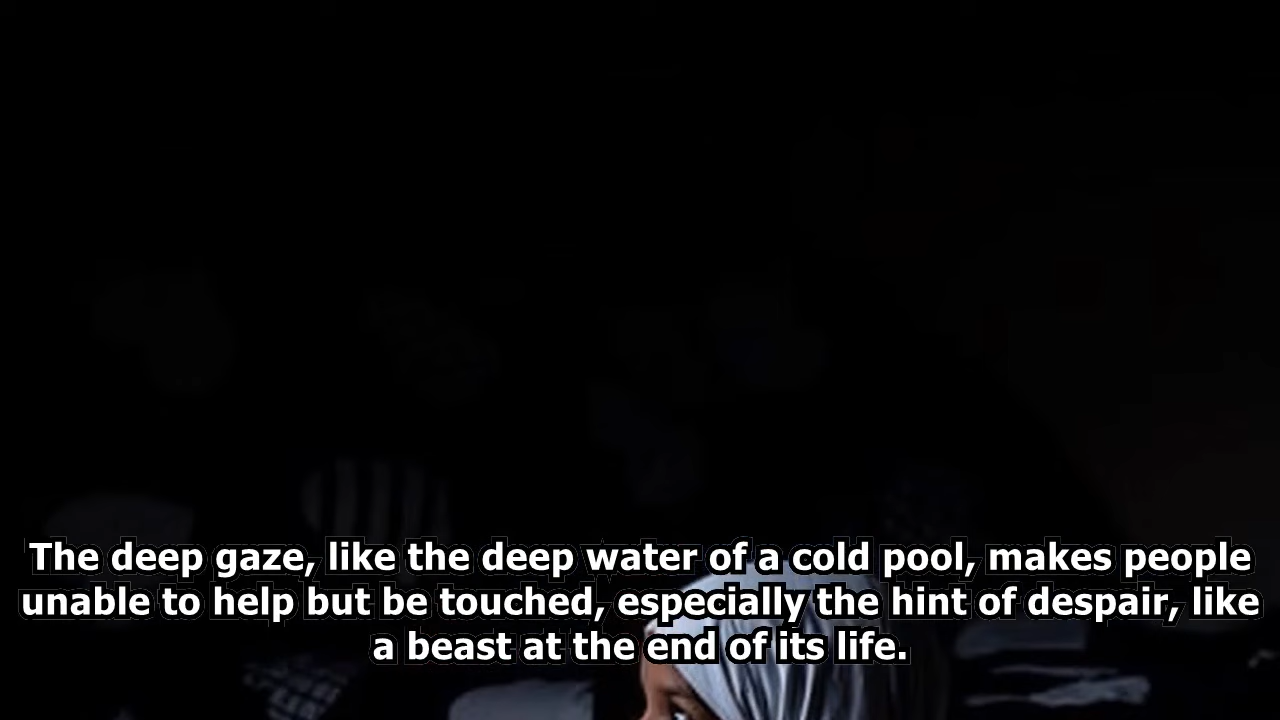 The deep gaze, like the deep water of a cold pool, makes people
unable to help but be touched, especially the hint of despair, like
a beast at the end of its life.